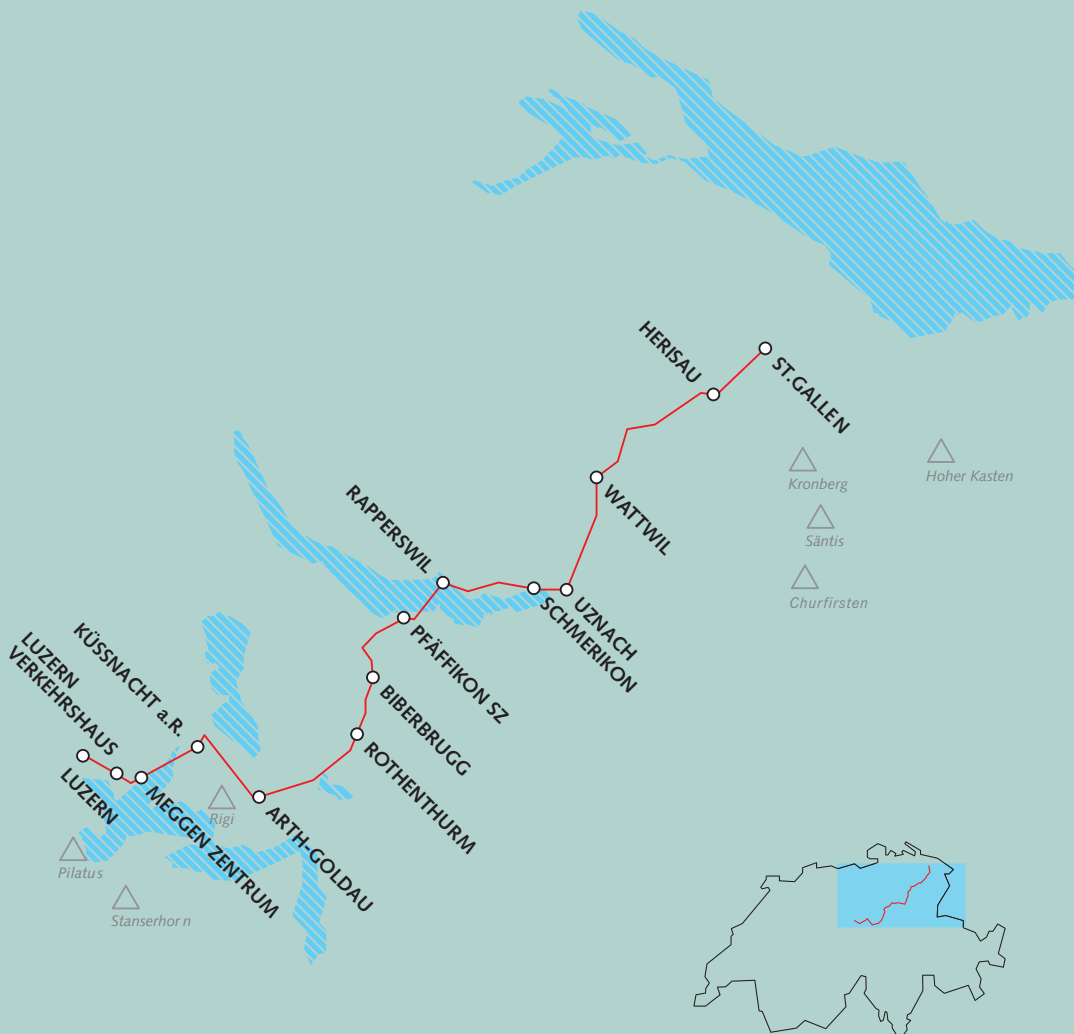 HERISAU
ST.GALLEN
Kronberg
Hoher Kasten
WATTWIL
Säntis
RAPPERSWIL
Churfirsten
UZNACH
SCHMERIKON
PFÄFFIKON SZ
KÜSSNACHT a.R.
LUZERN
VERKEHRSHAUS
BIBERBRUGG
ROTHENTHURM
LUZERN
MEGGEN ZENTRUM
Rigi
ARTH-GOLDAU
Pilatus
Stanserhorn